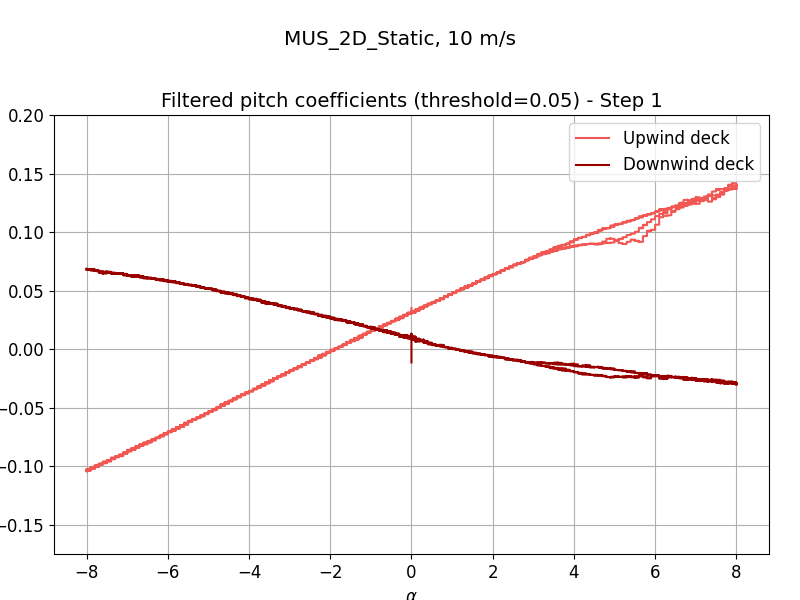 MUS_2D_Static, 10 m/s
Filtered pitch coefficients (threshold=0.05) - Step 1
0.20
0.15
0.10
0.05
0.00
−0.05
−0.10
−0.15
Upwind deck
Downwind deck
−8 −6 −4 −2 0 2 4 6 8
α